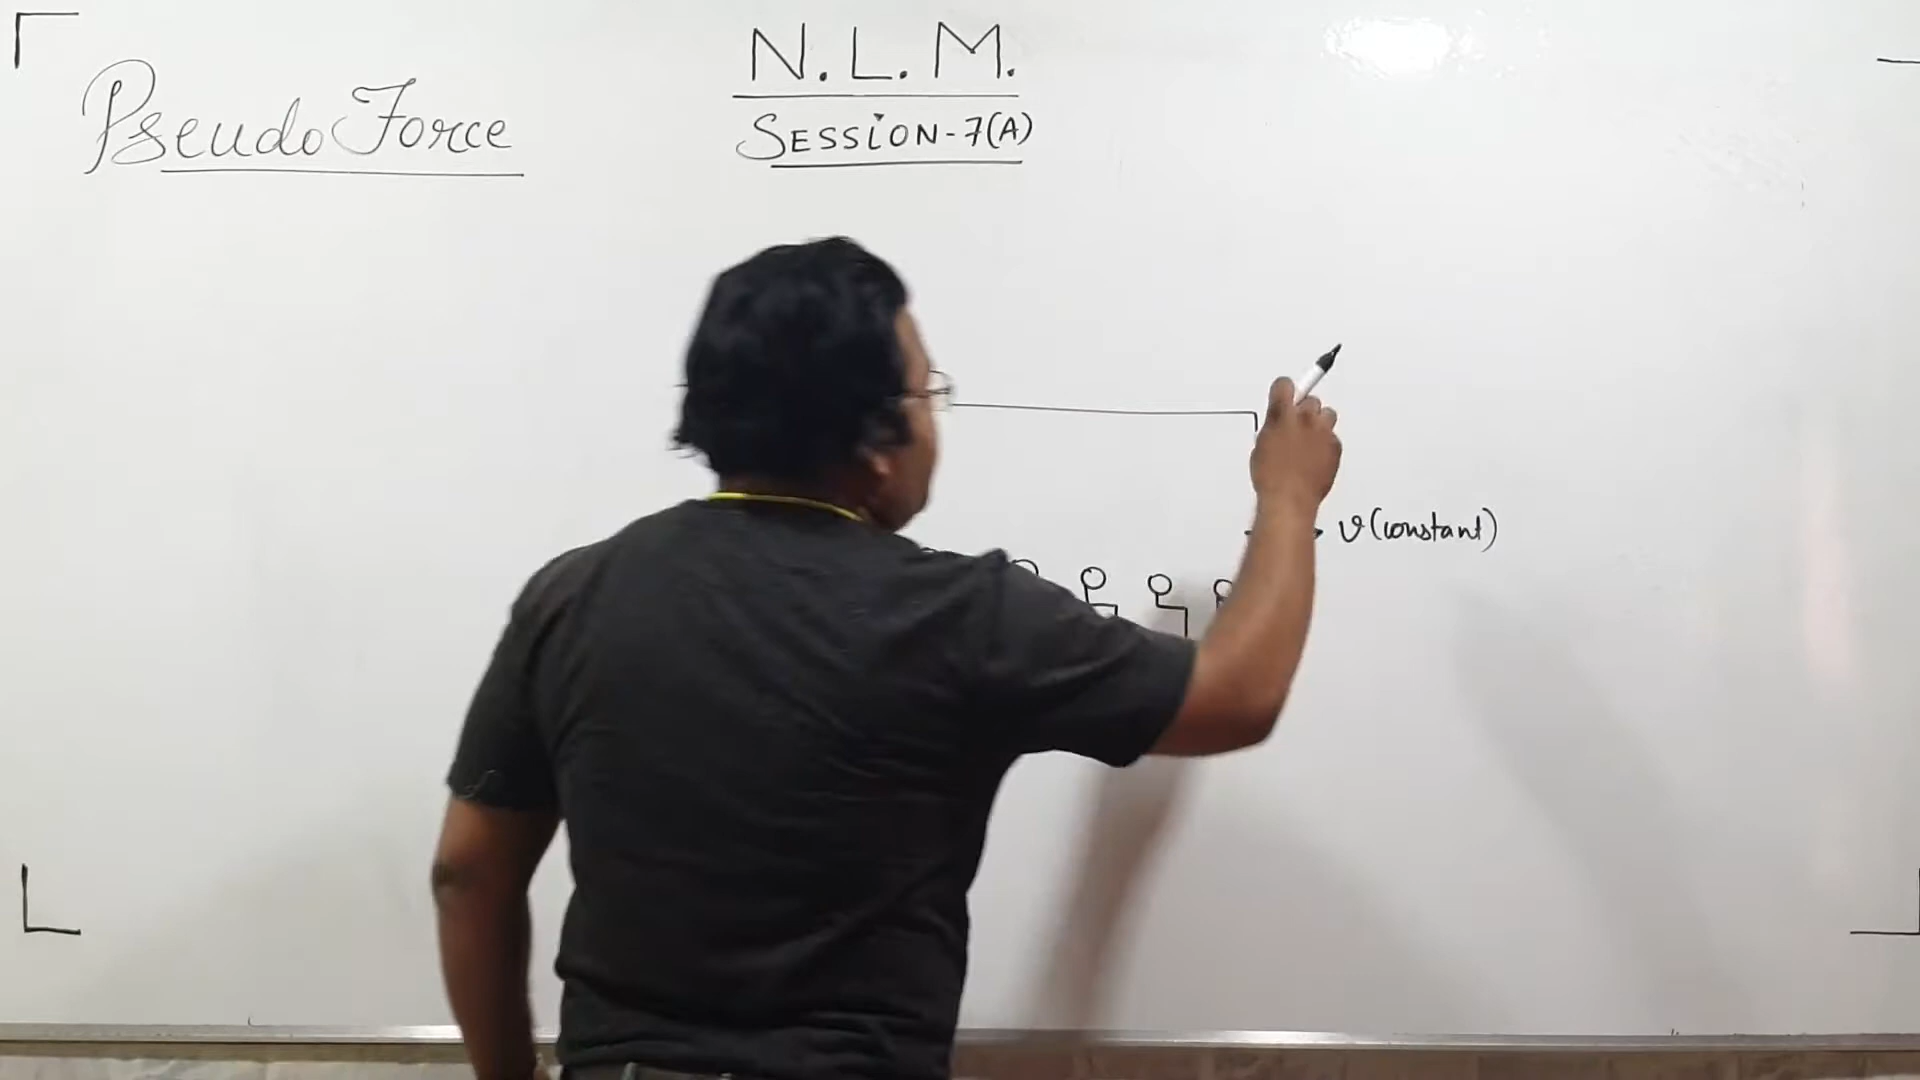 N.L.M.
Pseudo Force
SESSION-7(A)
v (constant)